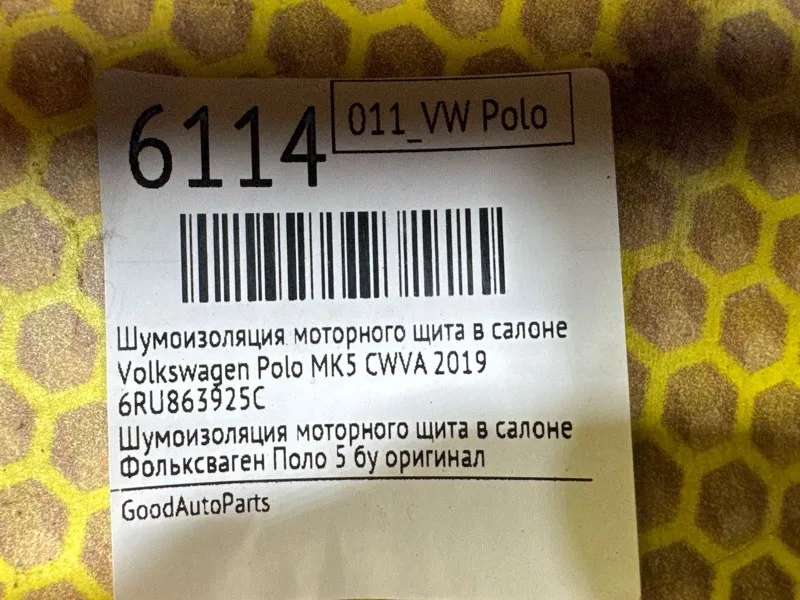 6114
011_VW Polo
Шумоизоляция моторного щита в салоне
Volkswagen Polo MK5 CWVA 2019
6RU863925C
Шумоизоляция моторного щита в салоне
Фольксваген Поло 5 бу оригинал
GoodAutoParts